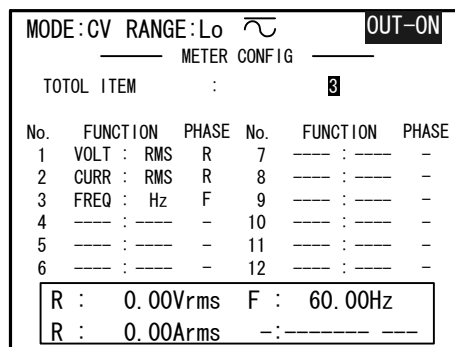 MODE:CV RANGE:Lo OUT-ON
METER CONFIG
TOTOL ITEM : 3
No. FUNCTION PHASE No. FUNCTION PHASE
1 VOLT : RMS R 7 ---- : ---- -
2 CURR : RMS R 8 ---- : ---- -
3 FREQ : Hz F 9 ---- : ---- -
4 ---- : ---- - 10 ---- : ---- -
5 ---- : ---- - 11 ---- : ---- -
6 ---- : ---- - 12 ---- : ---- -
R : 0.00Vrms F : 60.00Hz
R : 0.00Arms -:------- ---